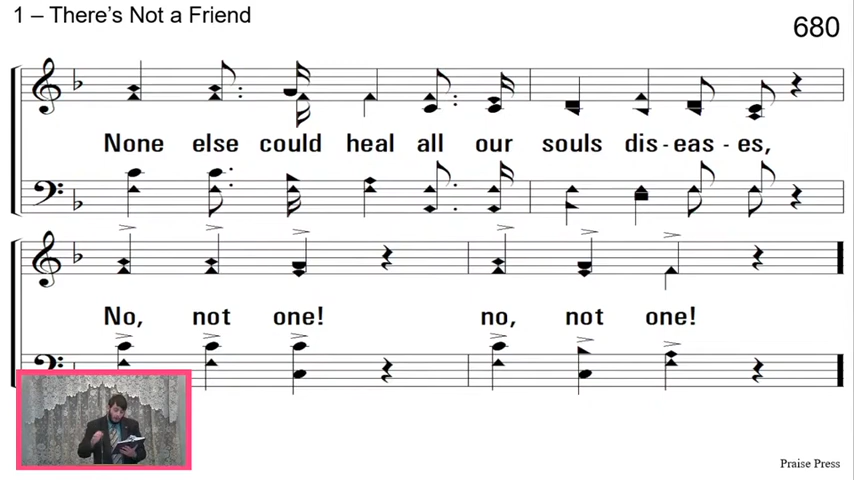 1 – There's Not a Friend
680
None else could heal all our souls dis-eas-es,
No, not one! no, not one!
Praise Press